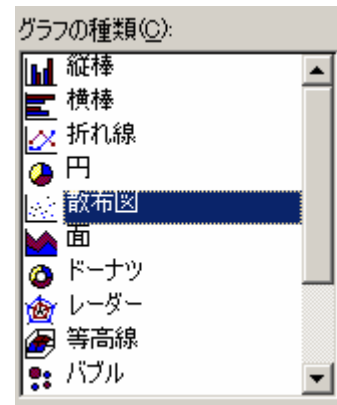 グラフの種類(C):
縦棒
横棒
折れ線
円
散布図
面
ドーナツ
レーダー
等高線
バブル